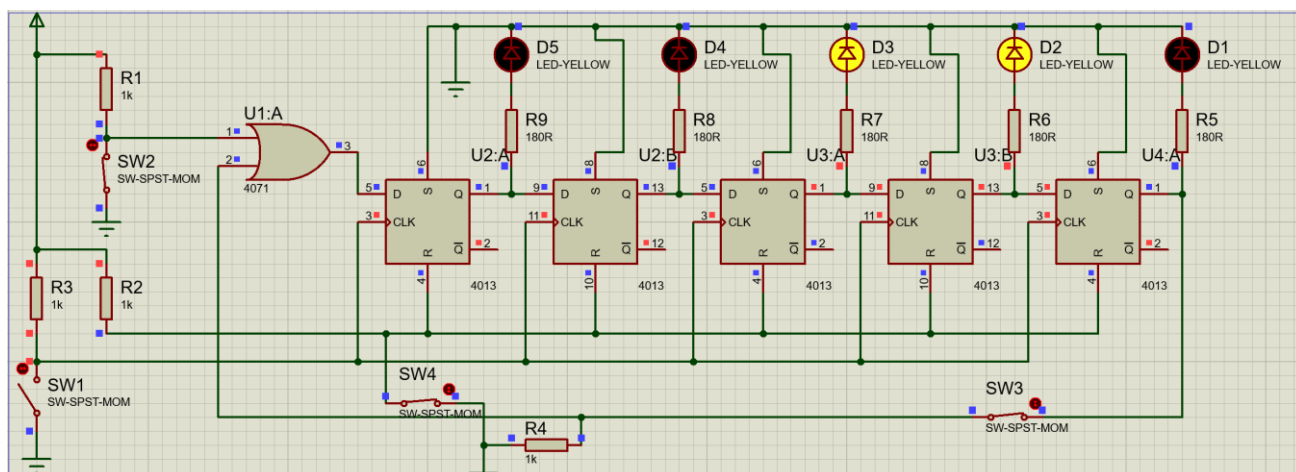 D5
LED-YELLOW
D4
LED-YELLOW
D3
LED-YELLOW
D2
LED-YELLOW
D1
LED-YELLOW
R1
1k
R9
180R
R8
180R
R7
180R
R6
180R
R5
180R
U1:A
1
2
3
4071
SW2
SW-SPST-MOM
U2:A
U2:B
U3:A
U3:B
U4:A
6
8
6
8
6
5 D S Q 1
9 D S Q 13
5 D S Q 1
9 D S Q 13
5 D S Q 1
3 CLK
11 CLK
3 CLK
11 CLK
3 CLK
R Q 2
R Q 12
R Q 2
R Q 12
R Q 2
4
10
4
10
4
4013
4013
4013
4013
4013
R3
1k
R2
1k
SW1
SW-SPST-MOM
SW4
SW-SPST-MOM
SW3
SW-SPST-MOM
R4
1k